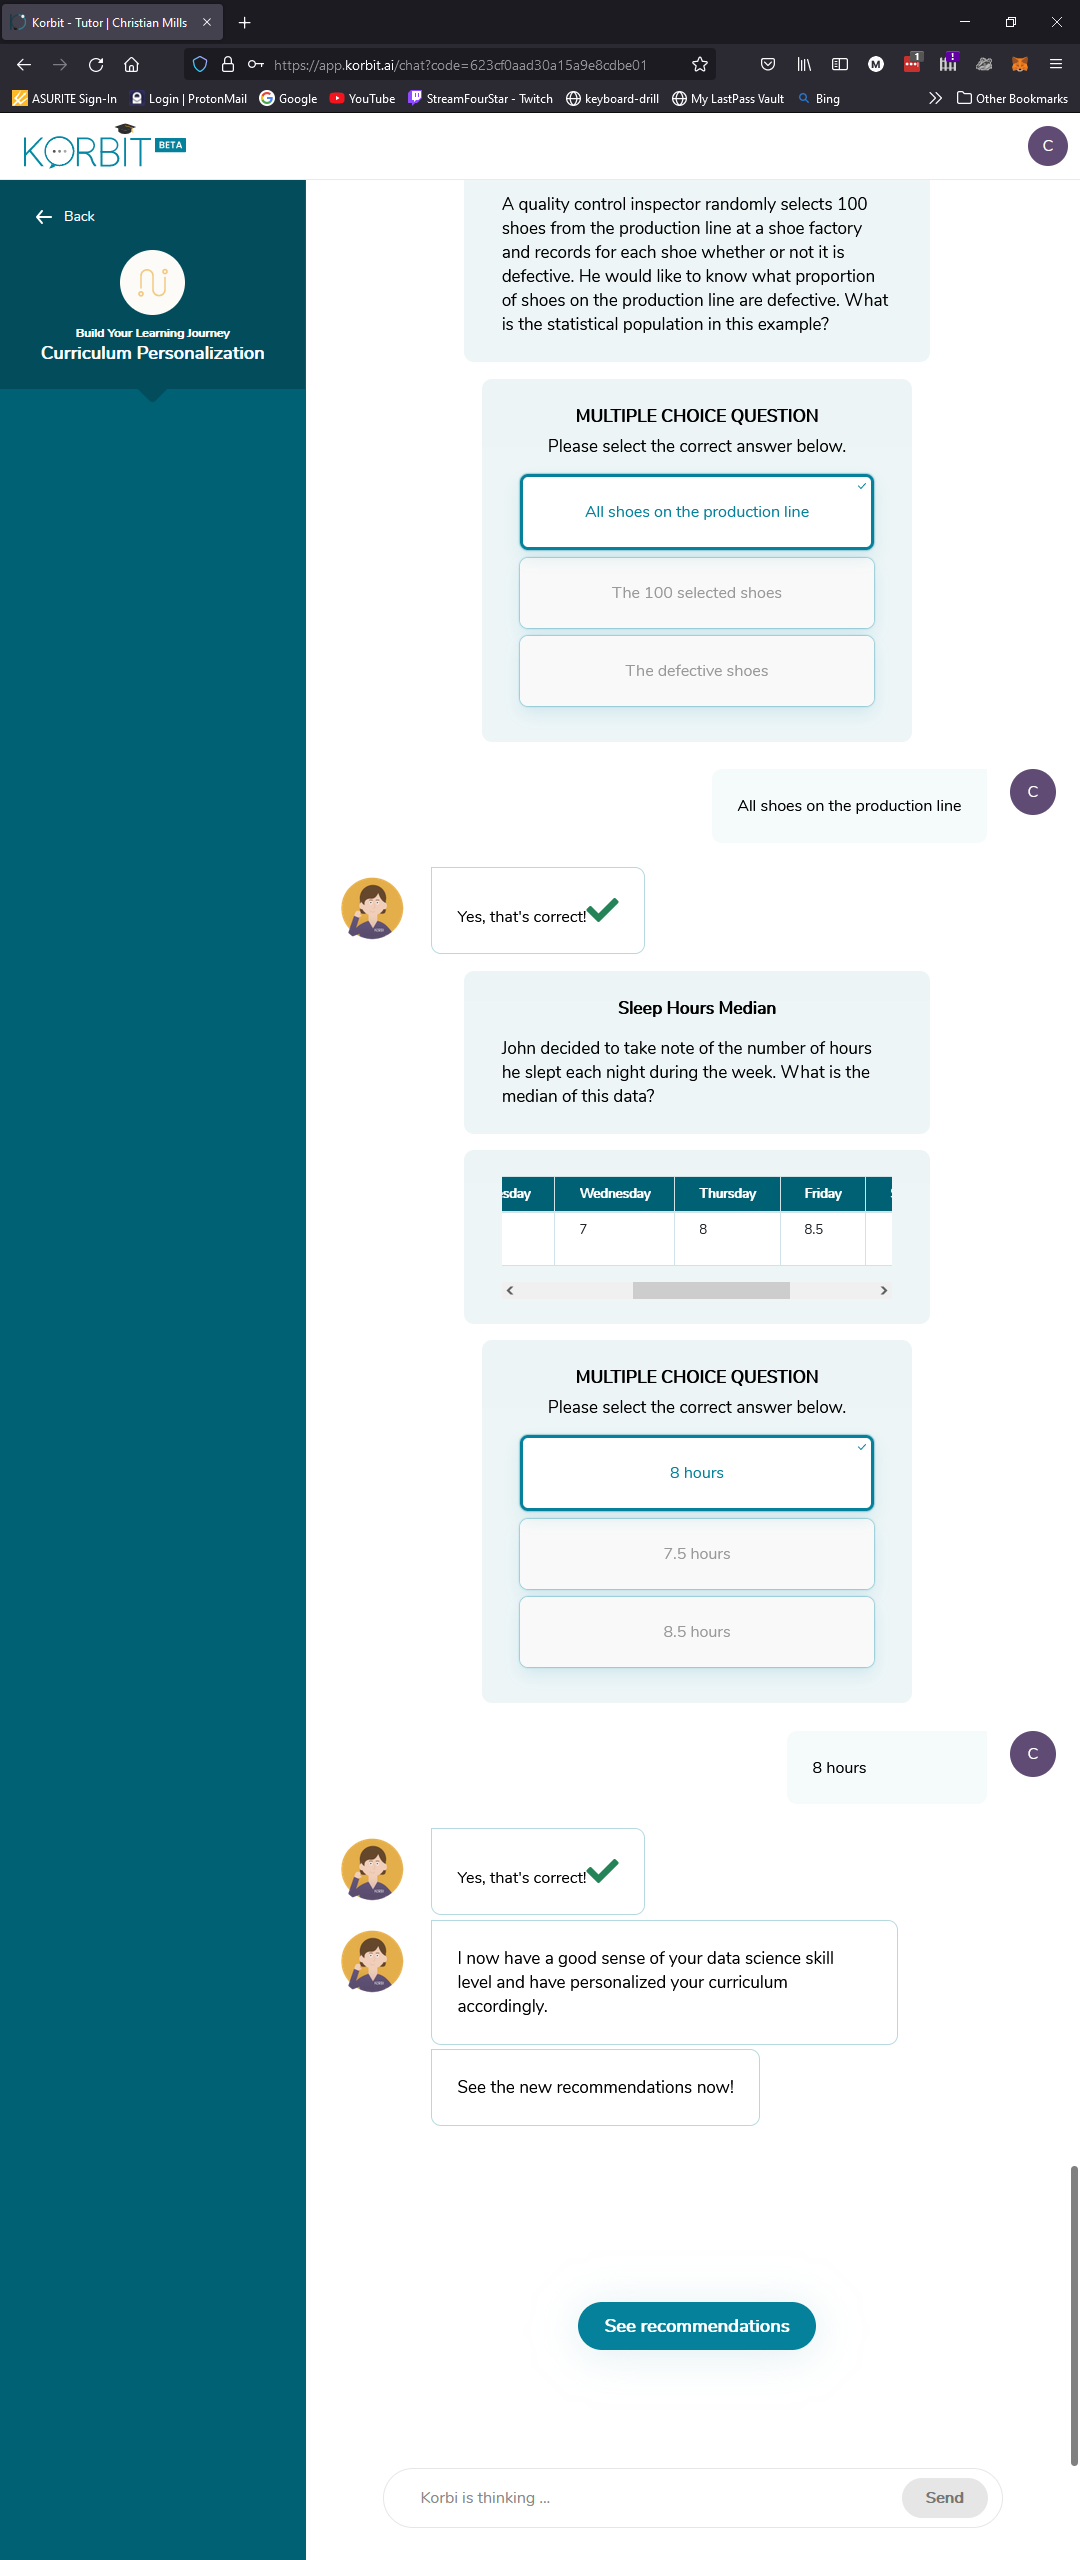 Korbit - Tutor | Christian Mills
https://app.korbit.ai/chat?code=623cf0aad30a15a9e8cdbe01
M
1
ASURITE Sign-In
Login | ProtonMail
Google
YouTube
StreamFourStar - Twitch
keyboard-drill
My LastPass Vault
Bing
Other Bookmarks
KORBIT BETA
C
Back
Build Your Learning Journey
Curriculum Personalization
A quality control inspector randomly selects 100
shoes from the production line at a shoe factory
and records for each shoe whether or not it is
defective. He would like to know what proportion
of shoes on the production line are defective. What
is the statistical population in this example?
MULTIPLE CHOICE QUESTION
Please select the correct answer below.
All shoes on the production line
The 100 selected shoes
The defective shoes
All shoes on the production line
C
Yes, that's correct!
Sleep Hours Median
John decided to take note of the number of hours
he slept each night during the week. What is the
median of this data?
sday Wednesday Thursday Friday
7 8 8.5
MULTIPLE CHOICE QUESTION
Please select the correct answer below.
8 hours
7.5 hours
8.5 hours
8 hours
C
Yes, that's correct!
I now have a good sense of your data science skill
level and have personalized your curriculum
accordingly.
See the new recommendations now!
See recommendations
Korbi is thinking ...
Send